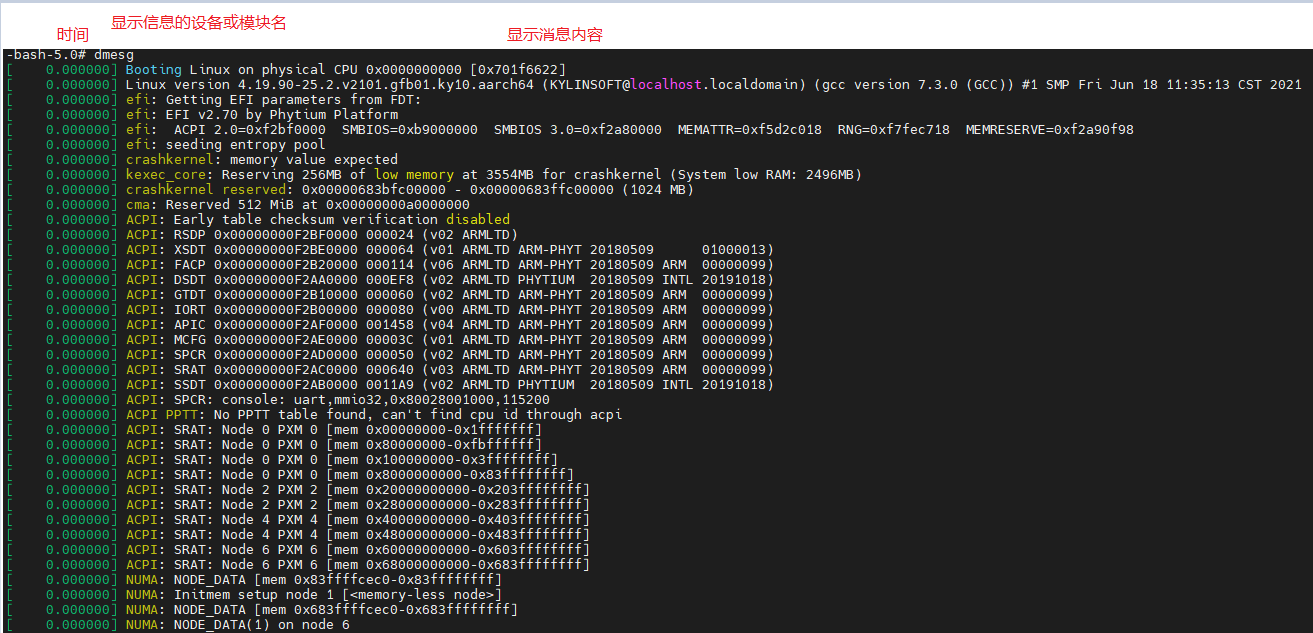 显示信息的设备或模块名
时间
显示消息内容
-bash-5.0# dmesg
[    0.000000] Booting Linux on physical CPU 0x0000000000 [0x701f6622]
[    0.000000] Linux version 4.19.90-25.2.v2101.gfb01.ky10.aarch64 (KYLINSOFT@localhost.localdomain) (gcc version 7.3.0 (GCC)) #1 SMP Fri Jun 18 11:35:13 CST 2021
[    0.000000] efi: Getting EFI parameters from FDT:
[    0.000000] efi: EFI v2.70 by Phytium Platform
[    0.000000] efi:  ACPI 2.0=0xf2bf0000  SMBIOS=0xb9000000  SMBIOS 3.0=0xf2a80000  MEMATTR=0xf5d2c018  RNG=0xf7fec718  MEMRESERVE=0xf2a90f98
[    0.000000] efi: seeding entropy pool
[    0.000000] crashkernel: memory value expected
[    0.000000] kexec_core: Reserving 256MB of low memory at 3554MB for crashkernel (System low RAM: 2496MB)
[    0.000000] crashkernel reserved: 0x00000683bfc00000 - 0x00000683ffc00000 (1024 MB)
[    0.000000] cma: Reserved 512 MiB at 0x00000000a0000000
[    0.000000] ACPI: Early table checksum verification disabled
[    0.000000] ACPI: RSDP 0x00000000F2BF0000 000024 (v02 ARMLTD)
[    0.000000] ACPI: XSDT 0x00000000F2BE0000 000064 (v01 ARMLTD ARM-PHYT 20180509      01000013)
[    0.000000] ACPI: FACP 0x00000000F2B20000 000114 (v06 ARMLTD ARM-PHYT 20180509 ARM  00000099)
[    0.000000] ACPI: DSDT 0x00000000F2AA0000 000EF8 (v02 ARMLTD PHYTIUM  20180509 INTL 20191018)
[    0.000000] ACPI: GTDT 0x00000000F2B10000 000060 (v02 ARMLTD ARM-PHYT 20180509 ARM  00000099)
[    0.000000] ACPI: IORT 0x00000000F2B00000 000080 (v00 ARMLTD ARM-PHYT 20180509 ARM  00000099)
[    0.000000] ACPI: APIC 0x00000000F2AF0000 001458 (v04 ARMLTD ARM-PHYT 20180509 ARM  00000099)
[    0.000000] ACPI: MCFG 0x00000000F2AE0000 00003C (v01 ARMLTD ARM-PHYT 20180509 ARM  00000099)
[    0.000000] ACPI: SPCR 0x00000000F2AD0000 000050 (v02 ARMLTD ARM-PHYT 20180509 ARM  00000099)
[    0.000000] ACPI: SRAT 0x00000000F2AC0000 000640 (v03 ARMLTD ARM-PHYT 20180509 ARM  00000099)
[    0.000000] ACPI: SSDT 0x00000000F2AB0000 0011A9 (v02 ARMLTD PHYTIUM  20180509 INTL 20191018)
[    0.000000] ACPI: SPCR: console: uart,mmio32,0x80028001000,115200
[    0.000000] ACPI PPTT: No PPTT table found, can't find cpu id through acpi
[    0.000000] ACPI: SRAT: Node 0 PXM 0 [mem 0x00000000-0x1fffffff]
[    0.000000] ACPI: SRAT: Node 0 PXM 0 [mem 0x80000000-0xfbffffff]
[    0.000000] ACPI: SRAT: Node 0 PXM 0 [mem 0x100000000-0x3ffffffff]
[    0.000000] ACPI: SRAT: Node 0 PXM 0 [mem 0x8000000000-0x83ffffffff]
[    0.000000] ACPI: SRAT: Node 2 PXM 2 [mem 0x20000000000-0x203ffffffff]
[    0.000000] ACPI: SRAT: Node 2 PXM 2 [mem 0x28000000000-0x283ffffffff]
[    0.000000] ACPI: SRAT: Node 4 PXM 4 [mem 0x40000000000-0x403ffffffff]
[    0.000000] ACPI: SRAT: Node 4 PXM 4 [mem 0x48000000000-0x483ffffffff]
[    0.000000] ACPI: SRAT: Node 6 PXM 6 [mem 0x60000000000-0x603ffffffff]
[    0.000000] ACPI: SRAT: Node 6 PXM 6 [mem 0x68000000000-0x683ffffffff]
[    0.000000] NUMA: NODE_DATA [mem 0x83ffffcec0-0x83ffffffff]
[    0.000000] NUMA: Initmem setup node 1 [<memory-less node>]
[    0.000000] NUMA: NODE_DATA [mem 0x683ffffcec0-0x683ffffffff]
[    0.000000] NUMA: NODE_DATA(1) on node 6